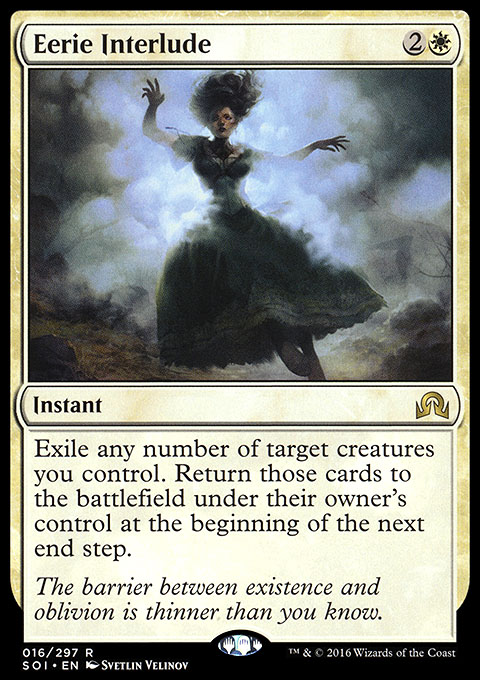 Eerie Interlude 2
Instant
Exile any number of target creatures
you control. Return those cards to
the battlefield under their owner's
control at the beginning of the next
end step.
The barrier between existence and
oblivion is thinner than you know.
016/297 R
SOI • EN SVETLIN VELINOV
™ & © 2016 Wizards of the Coast